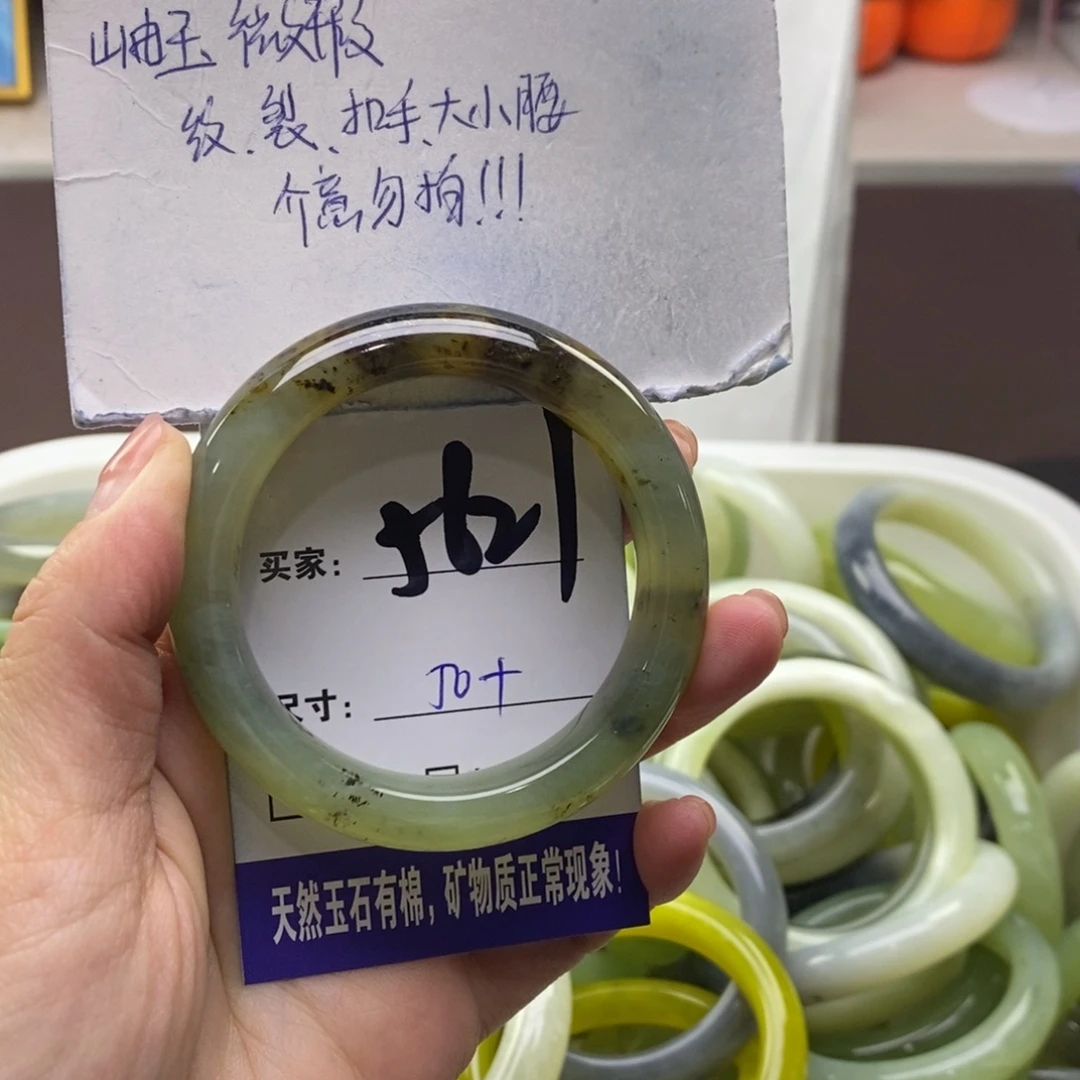 岫玉微瑕
纹、裂、扣手、大小腰
介意勿拍!!!
买家:
尺寸: 50+
天然玉石有棉,矿物质正常现象!